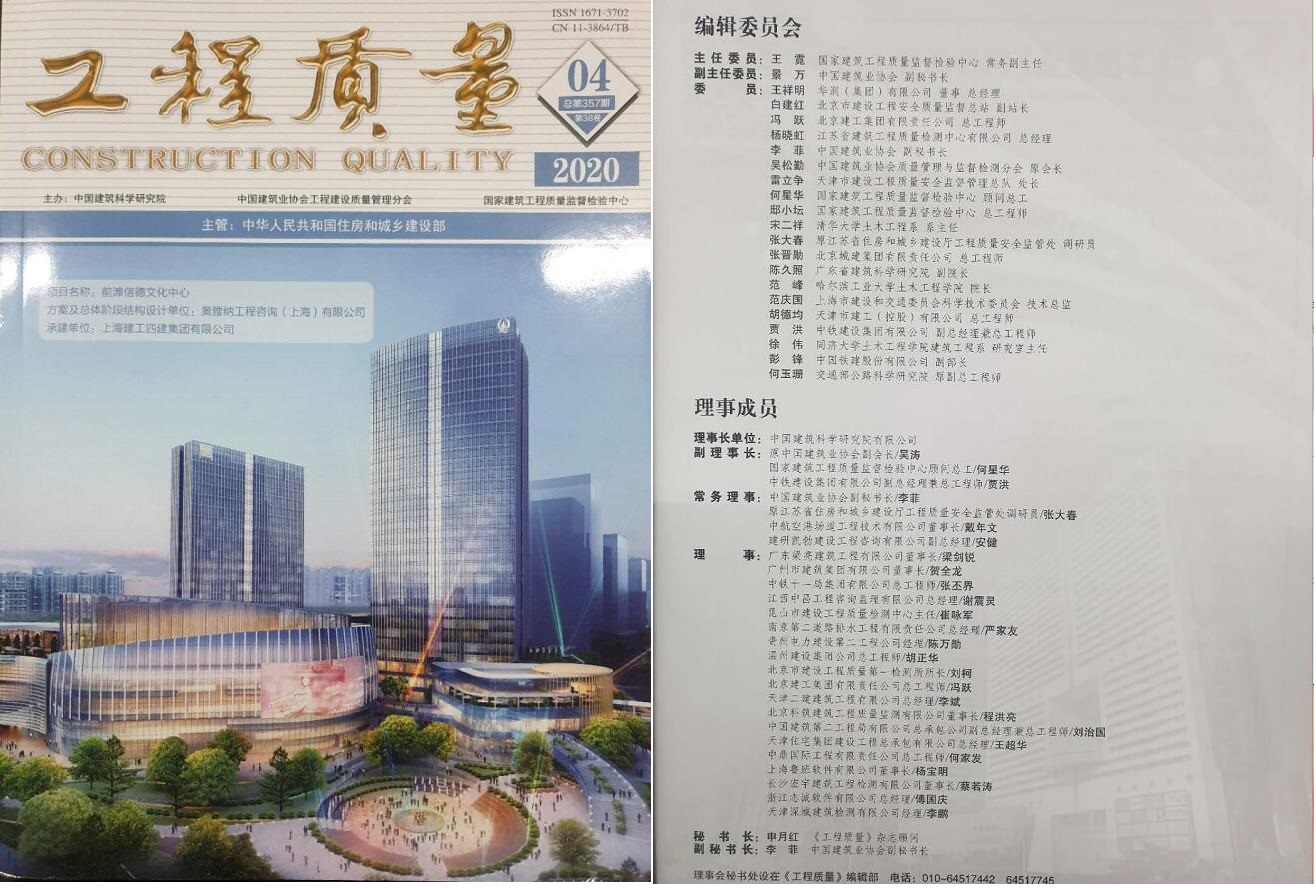 ISSN 1671-3702
CN 11-3864/TB
工程质量
04
总第357期
第38卷
CONSTRUCTION QUALITY
2020
主办：中国建筑科学研究院 中国建筑业协会工程建设质量管理分会 国家建筑工程质量监督检验中心
主管：中华人民共和国住房和城乡建设部
项目名称：前滩信德文化中心
方案及总体阶段结构设计单位：奥雅纳工程咨询（上海）有限公司
承建单位：上海建工四建集团有限公司
编辑委员会
主任委员：王霓 国家建筑工程质量监督检验中心 常务副主任
副主任委员：景万 中国建筑业协会 副秘书长
委员：王祥明 华润（集团）有限公司 董事 总经理
白建红 北京市建设工程安全质量监督总站 副站长
冯跃 北京建工集团有限责任公司 总工程师
杨晓虹 江苏省建筑工程质量检测中心有限公司 总经理
李菲 中国建筑业协会 副秘书长
吴松勤 中国建筑业协会质量管理与监督检测分会 原会长
雷立争 天津市建设工程质量安全监督管理总队 处长
何星华 国家建筑工程质量监督检验中心 顾问总工
邸小坛 国家建筑工程质量监督检验中心 总工程师
宋二祥 清华大学土木工程系 系主任
张大春 原江苏省住房和城乡建设厅工程质量安全监管处 调研员
张晋勋 北京城建集团有限责任公司 总工程师
陈久照 广东省建筑科学研究院 副院长
范峰 哈尔滨工业大学土木工程学院 院长
范庆国 上海市建设和交通委员会科学技术委员会 技术总监
胡德均 天津市建工（控股）有限公司 总工程师
贾洪 中铁建设集团有限公司 副总经理兼总工程师
徐伟 同济大学土木工程学院建筑工程系 研究室主任
彭锋 中国铁建股份有限公司 副部长
何玉珊 交通部公路科学研究院 原副总工程师
理事成员
理事长单位：中国建筑科学研究院有限公司
副理事长：原中国建筑业协会副会长/吴涛
国家建筑工程质量监督检验中心顾问总工/何星华
中铁建设集团有限公司副总经理兼总工程师/贾洪
常务理事：中国建筑业协会副秘书长/李菲
原江苏省住房和城乡建设厅工程质量安全监管处调研员/张大春
中航空港场道工程技术有限公司董事长/戴年文
建研凯勃建设工程咨询有限公司副总经理/安健
理事：广东梁亮建筑工程有限公司董事长/梁剑锐
广州市建筑集团有限公司董事长/贺全龙
中铁十一局集团有限公司总工程师/张丕界
江西中昌工程咨询监理有限公司总经理/谢震灵
昆山市建设工程质量检测中心主任/崔咏军
南京第二道路排水工程有限责任公司总经理/严家友
贵州电力建设第二工程公司经理/陈万勋
温州建设集团公司总工程师/胡正华
北京市建设工程质量第一检测所所长/刘柯
北京建工集团有限责任公司总工程师/冯跃
天津二建建筑工程有限公司总经理/李斌
北京科筑建筑工程质量监测有限公司董事长/程洪亮
中国建筑第二工程局有限公司总承包公司副总经理兼总工程师/刘治国
天津住宅集团建设工程总承包有限公司总经理/王超华
中鼎国际工程有限责任公司总工程师/何家发
上海鲁班软件有限公司董事长/杨宝明
长沙宏宇建筑工程检测有限公司董事长/蔡若涛
浙江志诚软件有限公司总经理/傅国庆
天津深城建筑检测有限公司总经理/李鹏
秘书长：申月红 《工程质量》杂志顾问
副秘书长：李菲 中国建筑业协会副秘书长
理事会秘书处设在《工程质量》编辑部 电话：010-64517442 64517745